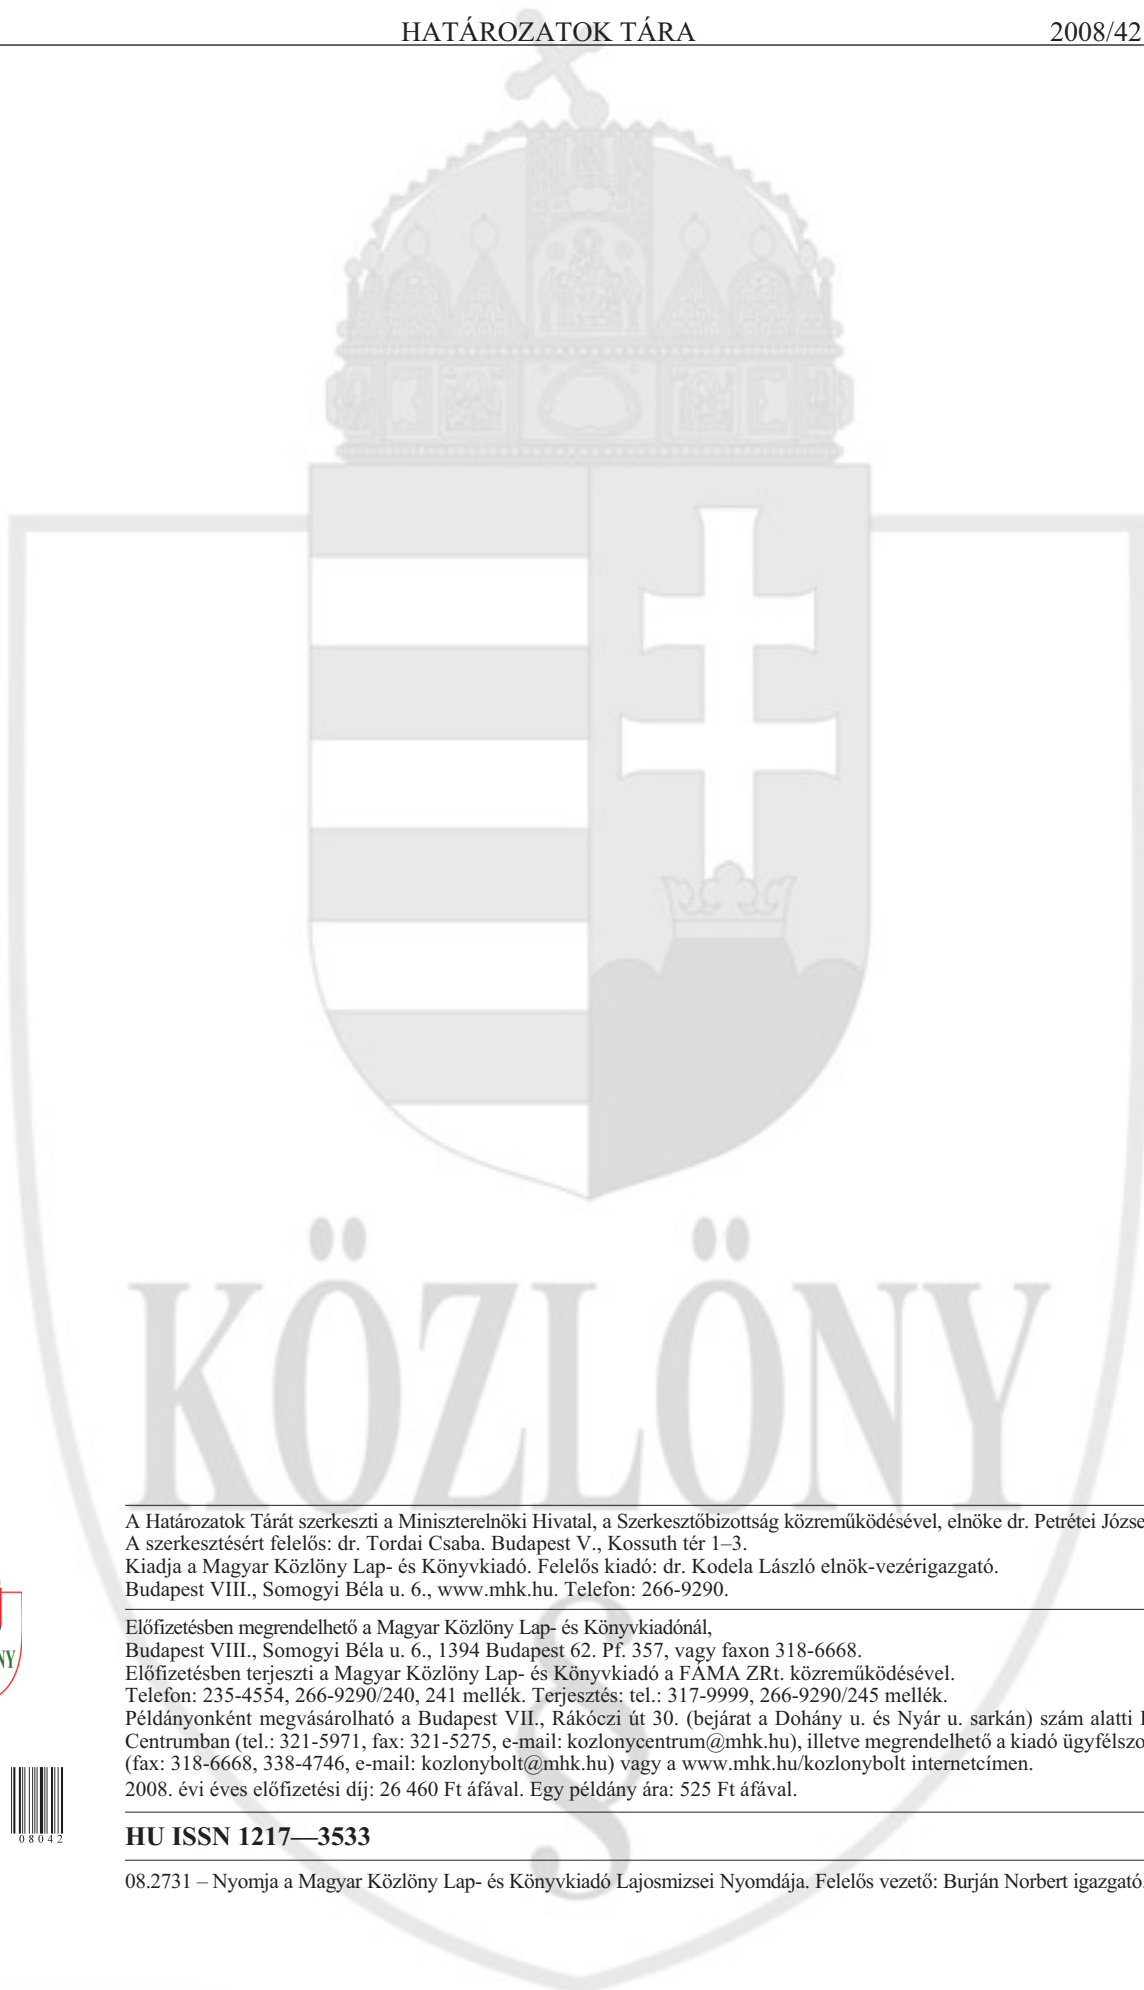 HATÁROZATOK TÁRA 2008/42
KÖZLÖNY
A Határozatok Tárát szerkeszti a Miniszterelnöki Hivatal, a Szerkesztőbizottság közreműködésével, elnöke dr. Petrétei Józse
A szerkesztésért felelős: dr. Tordai Csaba. Budapest V., Kossuth tér 1–3.
Kiadja a Magyar Közlöny Lap- és Könyvkiadó. Felelős kiadó: dr. Kodela László elnök-vezérigazgató.
Budapest VIII., Somogyi Béla u. 6., www.mhk.hu. Telefon: 266-9290.
Előfizetésben megrendelhető a Magyar Közlöny Lap- és Könyvkiadónál,
Budapest VIII., Somogyi Béla u. 6., 1394 Budapest 62. Pf. 357, vagy faxon 318-6668.
Előfizetésben terjeszti a Magyar Közlöny Lap- és Könyvkiadó a FÁMA ZRt. közreműködésével.
Telefon: 235-4554, 266-9290/240, 241 mellék. Terjesztés: tel.: 317-9999, 266-9290/245 mellék.
Példányonként megvásárolható a Budapest VII., Rákóczi út 30. (bejárat a Dohány u. és Nyár u. sarkán) szám alatti
Centrumban (tel.: 321-5971, fax: 321-5275, e-mail: kozlonycentrum@mhk.hu), illetve megrendelhető a kiadó ügyfélszo
(fax: 318-6668, 338-4746, e-mail: kozlonybolt@mhk.hu) vagy a www.mhk.hu/kozlonybolt internetcímen.
2008. évi éves előfizetési díj: 26 460 Ft áfával. Egy példány ára: 525 Ft áfával.
NY
08042
HU ISSN 1217—3533
08.2731 – Nyomja a Magyar Közlöny Lap- és Könyvkiadó Lajosmizsei Nyomdája. Felelős vezető: Burján Norbert igazgató.
§